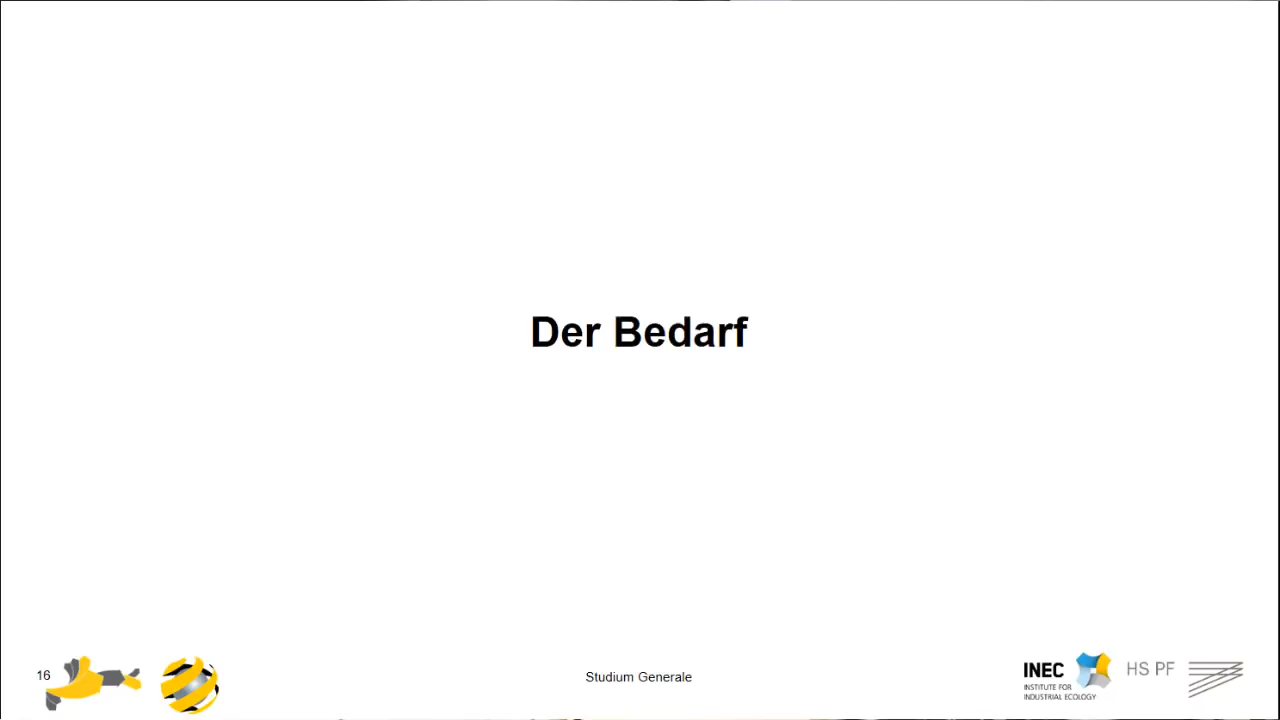 Der Bedarf
16
Studium Generale
INEC
INSTITUTE FOR
INDUSTRIAL ECOLOGY
HS PF